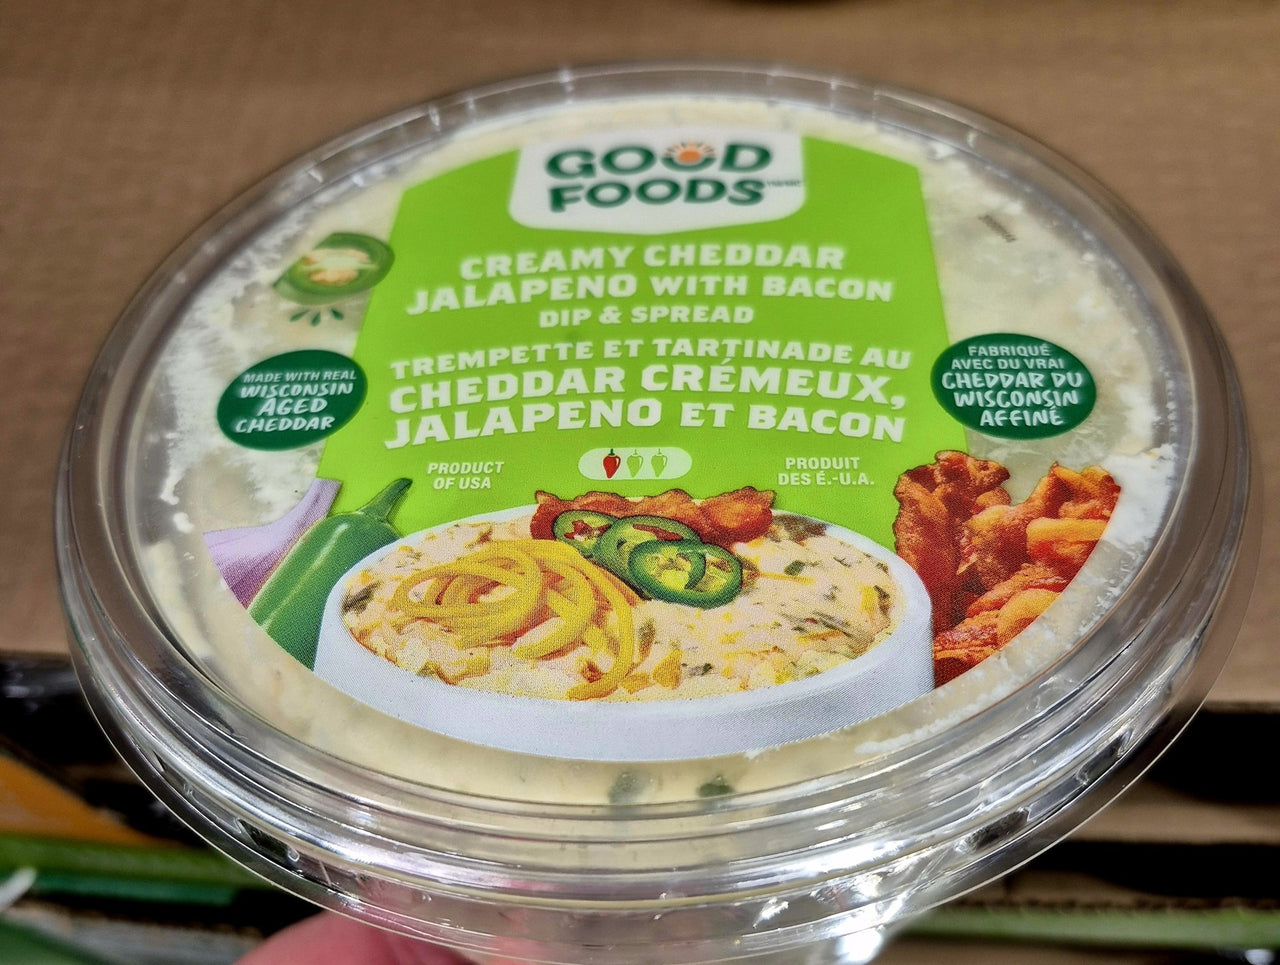 GOOD
FOODS
CREAMY CHEDDAR
JALAPENO WITH BACON
DIP & SPREAD
TREMPETTE ET TARTINADE AU
CHEDDAR CRÉMEUX,
JALAPENO ET BACON
MADE WITH REAL
WISCONSIN
AGED
CHEDDAR
FABRIQUÉ
AVEC DU VRAI
CHEDDAR DU
WISCONSIN
AFFINÉ
PRODUCT
OF USA
PRODUIT
DES É.-U.A.